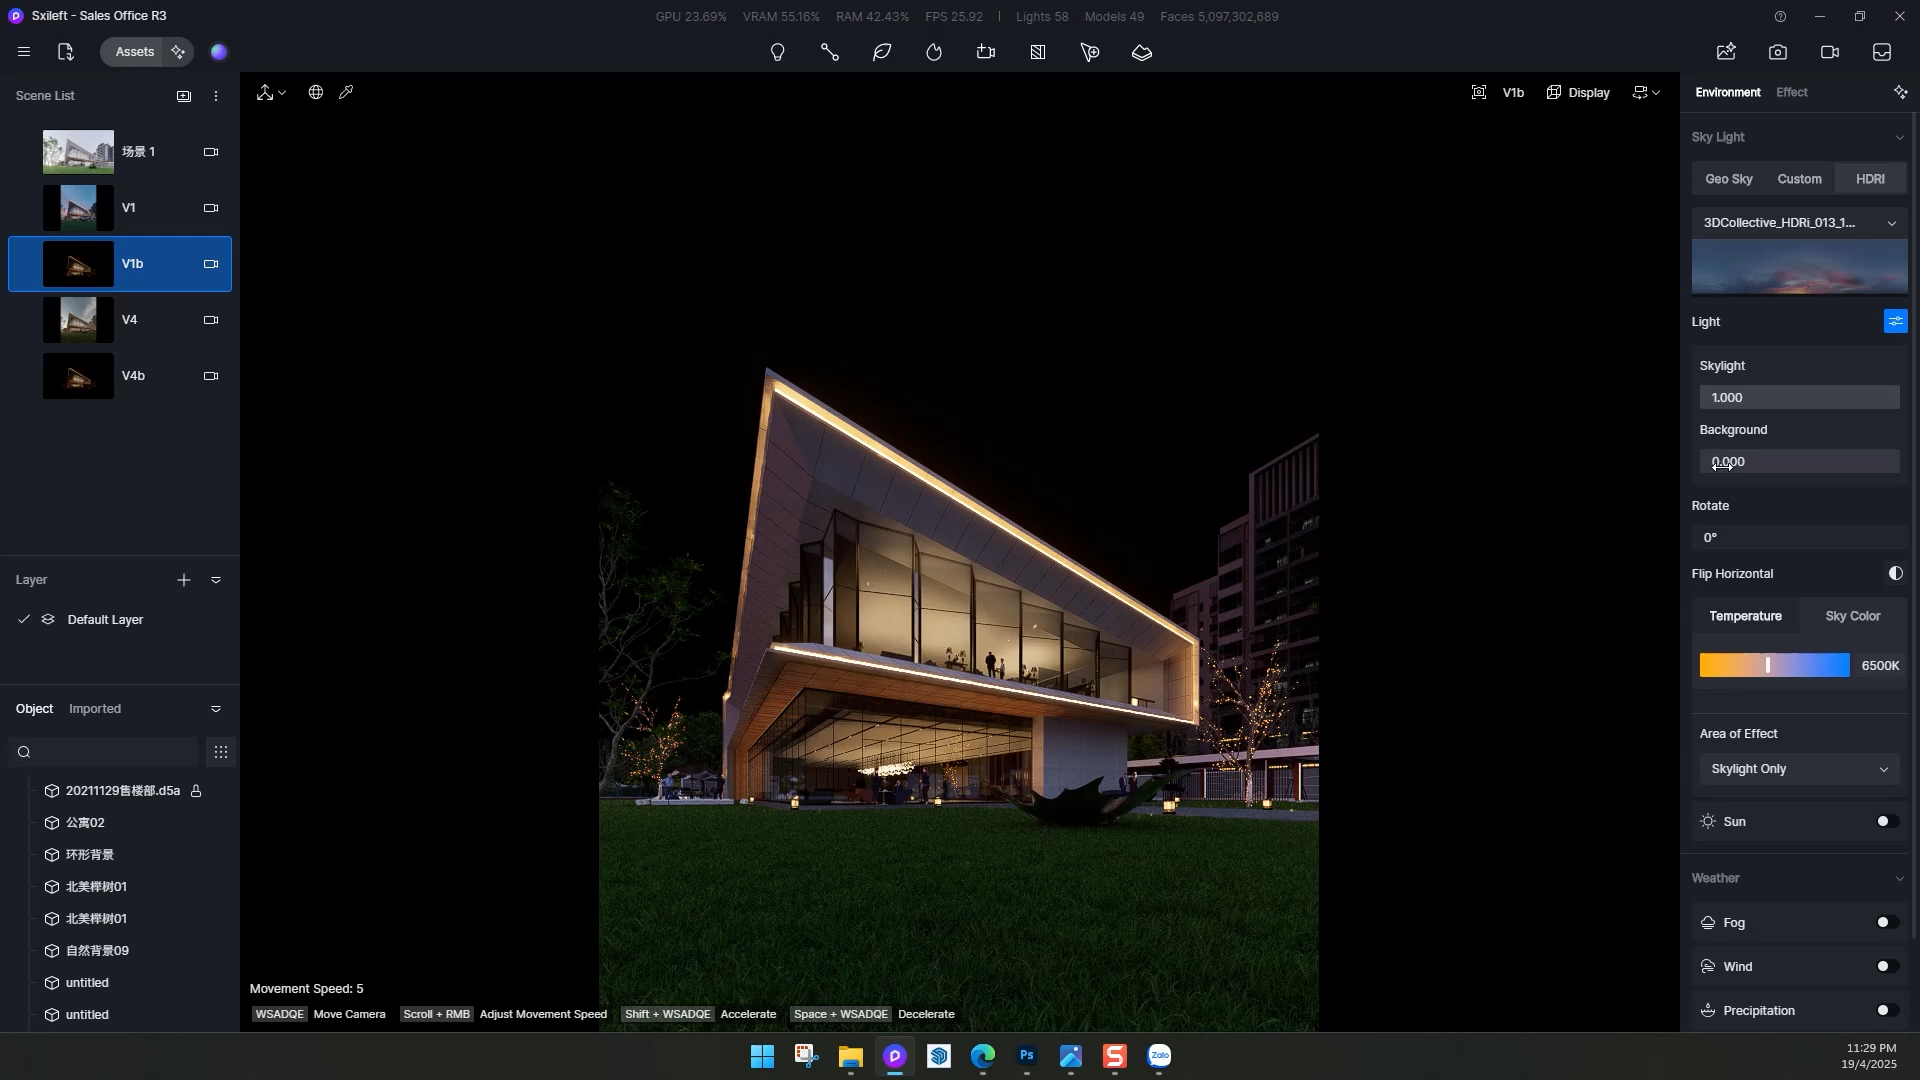 Sxileft - Sales Office R3
GPU 23.69% VRAM 55.16% RAM 42.43% FPS 25.92 | Lights 58 Models 49 Faces 5,097,302,689
Assets
Scene List
V1b
Display
Environment
Effect
场景 1
V1
V1b
V4
V4b
Sky Light
Geo Sky
Custom
HDRI
3DCollective_HDRi_013_1...
Light
Skylight
1.000
Background
0.000
Rotate
0°
Flip Horizontal
Temperature
Sky Color
6500K
Area of Effect
Skylight Only
Sun
Weather
Fog
Wind
Precipitation
Layer
Default Layer
Object
Imported
20211129售楼部.d5a
公寓02
环形背景
北美榉树01
北美榉树01
自然背景09
untitled
untitled
Movement Speed: 5
WSADQE Move Camera Scroll + RMB Adjust Movement Speed Shift + WSADQE Accelerate Space + WSADQE Decelerate
Ps
Zalo
11:29 PM
19/4/2025